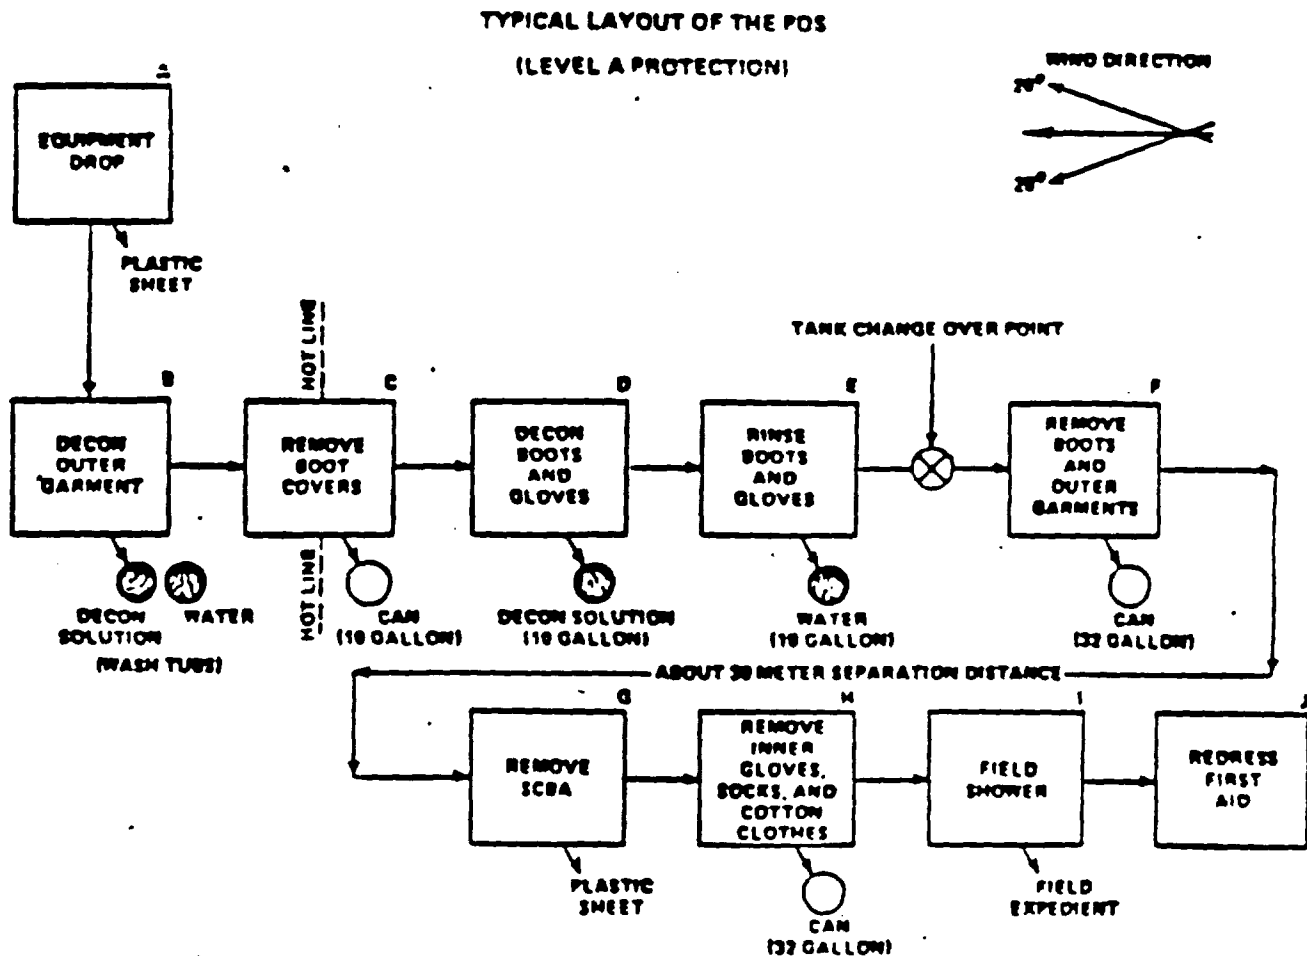 TYPICAL LAYOUT OF THE PDS
(LEVEL A PROTECTION)
WIND DIRECTION
20°
20°
A
EQUIPMENT
DROP
PLASTIC
SHEET
HOT LINE
TANK CHANGE OVER POINT
B
DECON
OUTER
GARMENT
C
REMOVE
BOOT
COVERS
D
DECON
BOOTS
AND
GLOVES
E
RINSE
BOOTS
AND
GLOVES
F
REMOVE
BOOTS
AND
OUTER
GARMENTS
HOT LINE
DECON
SOLUTION
WATER
(WASH TUBS)
CAN
(10 GALLON)
DECON SOLUTION
(10 GALLON)
WATER
(10 GALLON)
CAN
(32 GALLON)
ABOUT 30 METER SEPARATION DISTANCE
G
REMOVE
SCBA
H
REMOVE
INNER
GLOVES,
SOCKS, AND
COTTON
CLOTHES
I
FIELD
SHOWER
J
REDRESS
FIRST
AID
PLASTIC
SHEET
CAN
(32 GALLON)
FIELD
EXPEDIENT